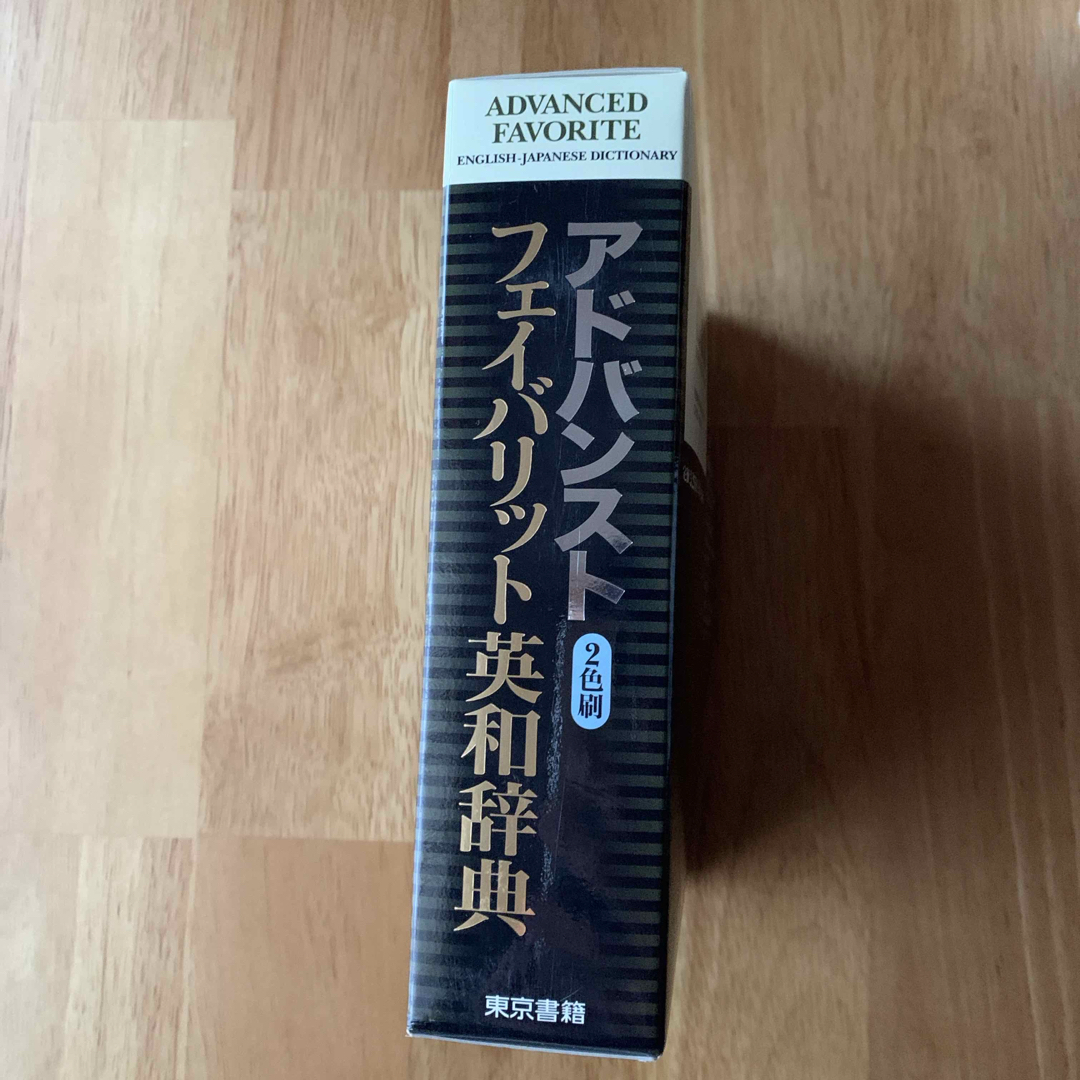 ADVANCED
FAVORITE
ENGLISH-JAPANESE DICTIONARY
アドバンスト
2色刷
フェイバリット英和辞典
東京書籍